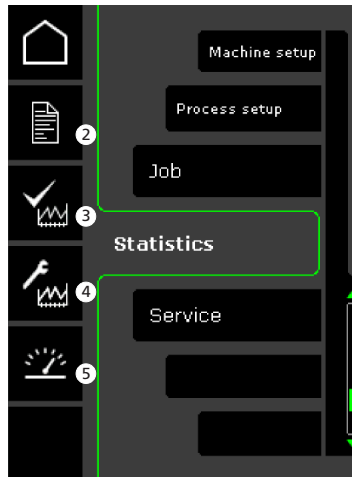 Machine setup
Process setup
2
Job
3
Statistics
4
Service
5